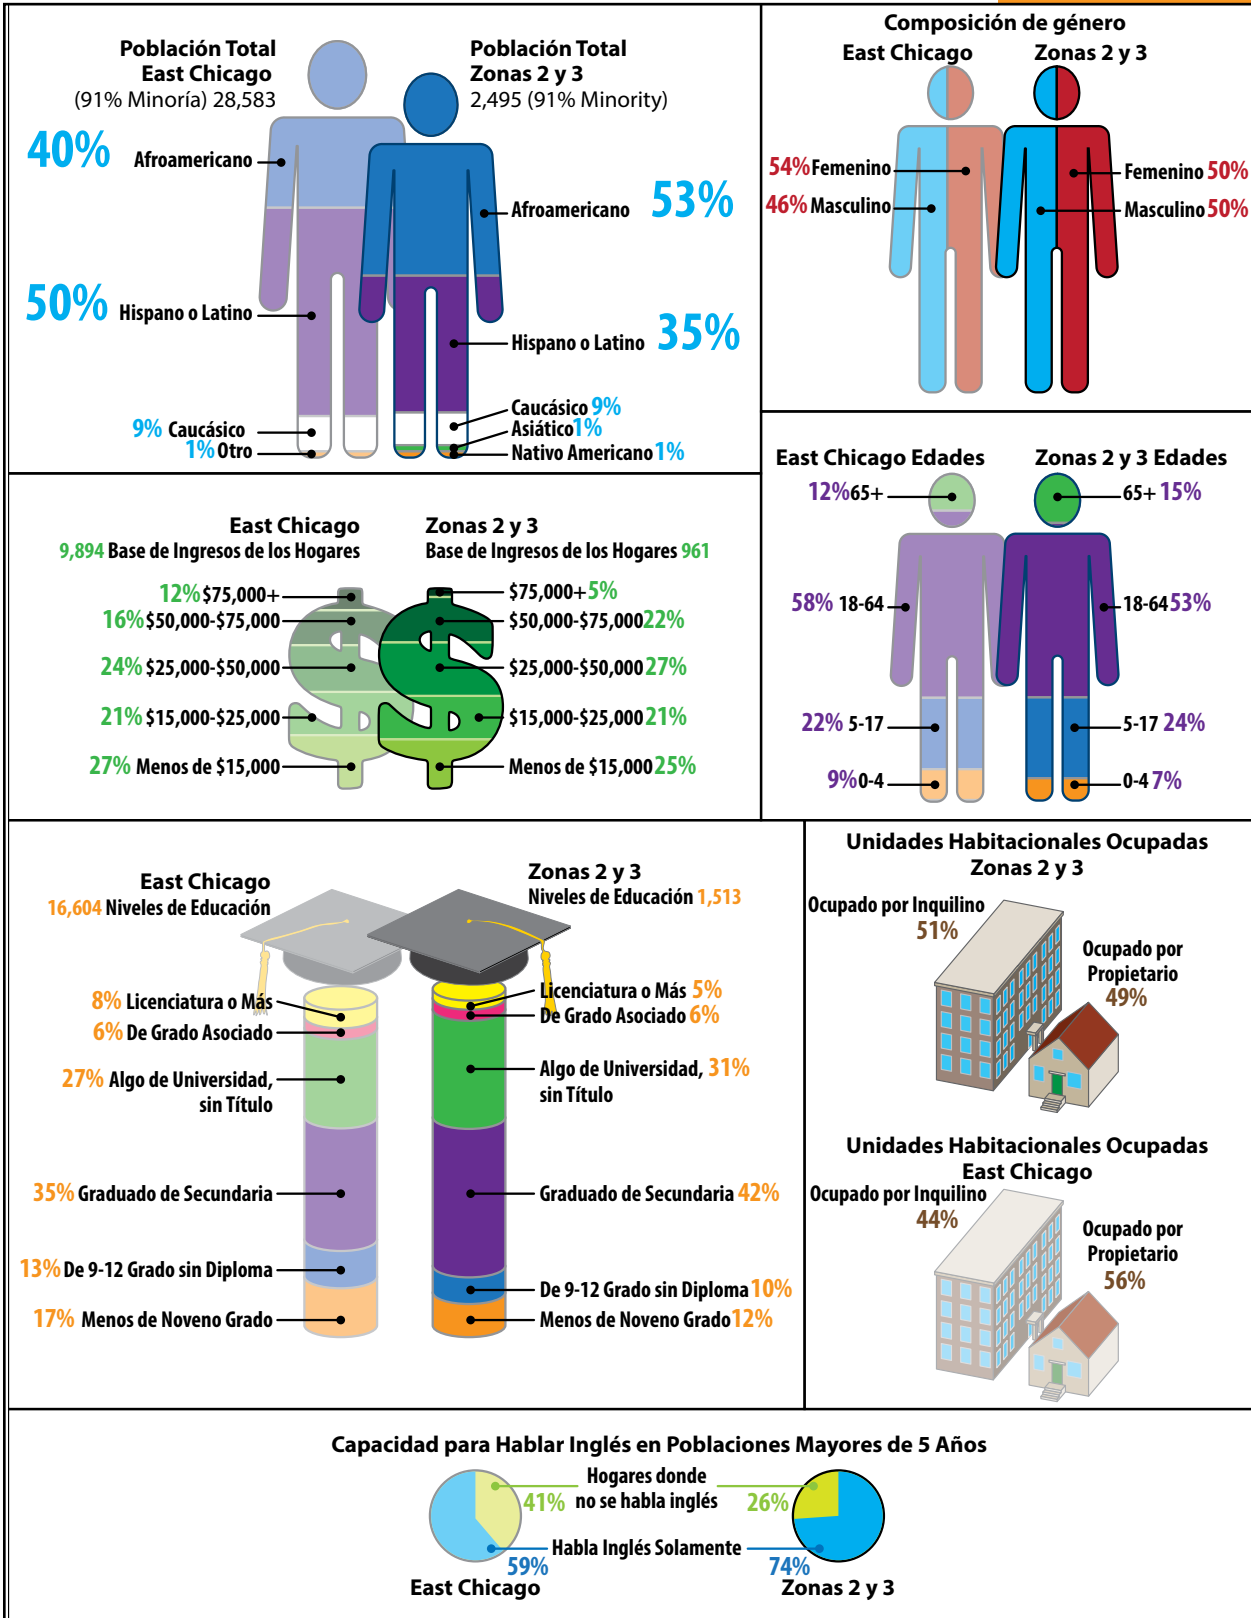 Población Total
East Chicago
(91% Minoría) 28,583
Población Total
Zonas 2 y 3
2,495 (91% Minority)
40% Afroamericano
Afroamericano 53%
50% Hispano o Latino
Hispano o Latino 35%
9% Caucásico
1% Otro
Caucásico 9%
Asiático 1%
Nativo Americano 1%
Composición de género
East Chicago
Zonas 2 y 3
54% Femenino
46% Masculino
Femenino 50%
Masculino 50%
East Chicago
9,894 Base de Ingresos de los Hogares
Zonas 2 y 3
Base de Ingresos de los Hogares 961
12% $75,000+
16% $50,000-$75,000
24% $25,000-$50,000
21% $15,000-$25,000
27% Menos de $15,000
$75,000+ 5%
$50,000-$75,000 22%
$25,000-$50,000 27%
$15,000-$25,000 21%
Menos de $15,000 25%
East Chicago Edades
Zonas 2 y 3 Edades
12% 65+
65+ 15%
58% 18-64
18-64 53%
22% 5-17
5-17 24%
9% 0-4
0-4 7%
East Chicago
16,604 Niveles de Educación
Zonas 2 y 3
Niveles de Educación 1,513
8% Licenciatura o Más
6% De Grado Asociado
27% Algo de Universidad,
sin Título
35% Graduado de Secundaria
13% De 9-12 Grado sin Diploma
17% Menos de Noveno Grado
Licenciatura o Más 5%
De Grado Asociado 6%
Algo de Universidad, 31%
sin Título
Graduado de Secundaria 42%
De 9-12 Grado sin Diploma 10%
Menos de Noveno Grado 12%
Unidades Habitacionales Ocupadas
Zonas 2 y 3
Ocupado por Inquilino
51%
Ocupado por
Propietario
49%
Unidades Habitacionales Ocupadas
East Chicago
Ocupado por Inquilino
44%
Ocupado por
Propietario
56%
Capacidad para Hablar Inglés en Poblaciones Mayores de 5 Años
Hogares donde
41% no se habla inglés 26%
Habla Inglés Solamente
59% 74%
East Chicago
Zonas 2 y 3